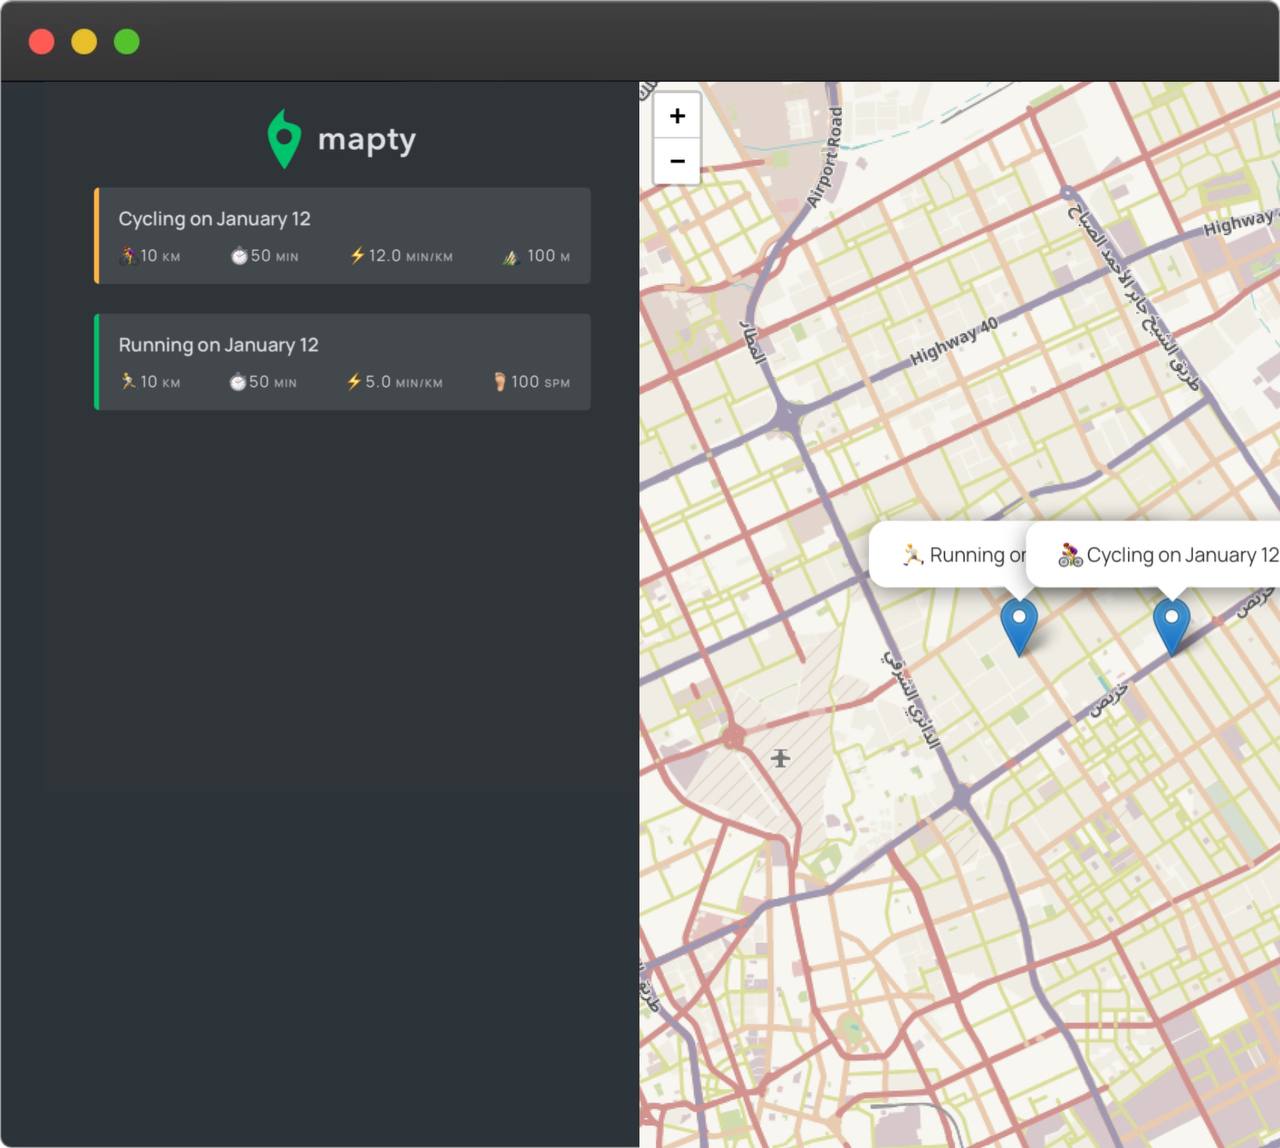 mapty
Cycling on January 12
🚴‍♀️10 KM ⏱50 MIN ⚡️12.0 MIN/KM ⛰ 100 M
Running on January 12
🏃10 KM ⏱50 MIN ⚡️5.0 MIN/KM 🦶100 SPM
+
−
Airport Road
طريق الشيخ جابر الأحمد الصباح
Highway
المطار
Highway 40
🏃 Running or
🚴‍♀️Cycling on January 12
خريص
الدائري الشرقي
خريص